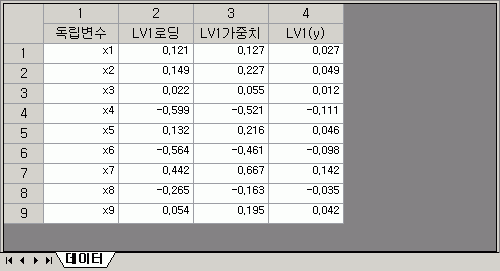 1 2 3 4
독립변수 LV1로딩 LV1가중치 LV1(y)
1 x1 0,121 0,127 0,027
2 x2 0,149 0,227 0,049
3 x3 0,022 0,055 0,012
4 x4 -0,599 -0,521 -0,111
5 x5 0,132 0,216 0,046
6 x6 -0,564 -0,461 -0,098
7 x7 0,442 0,667 0,142
8 x8 -0,265 -0,163 -0,035
9 x9 0,054 0,195 0,042
데이터